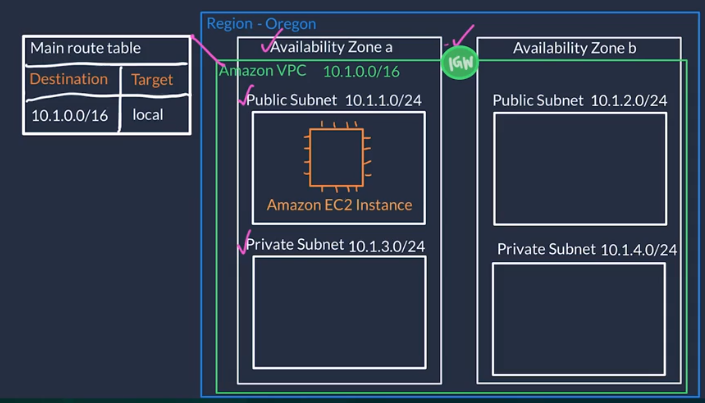 Region - Oregon
Main route table
Destination Target
10.1.0.0/16 local
Availability Zone a
Availability Zone b
IGW
Amazon VPC 10.1.0.0/16
Public Subnet 10.1.1.0/24
Amazon EC2 Instance
Private Subnet 10.1.3.0/24
Public Subnet 10.1.2.0/24
Private Subnet 10.1.4.0/24